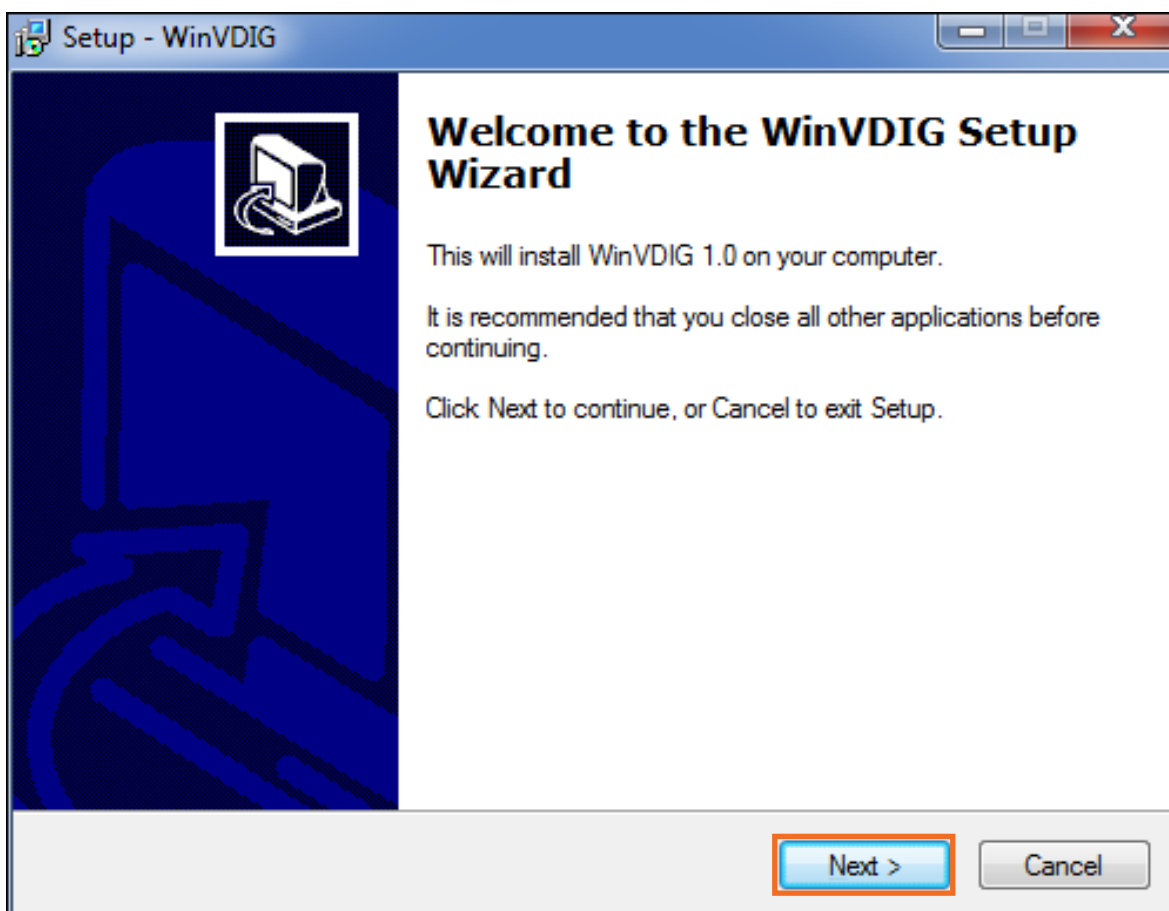 Setup - WinVDIG
Welcome to the WinVDIG Setup
Wizard
This will install WinVDIG 1.0 on your computer.
It is recommended that you close all other applications before
continuing.
Click Next to continue, or Cancel to exit Setup.
Next >
Cancel